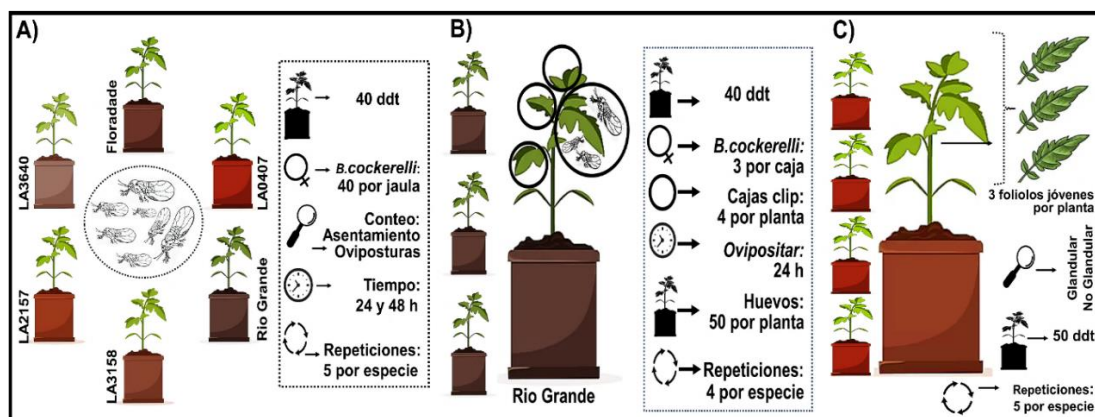 A)
Floradade
LA3640
LA0407
LA2157
Rio Grande
LA3158
40 ddt
B.cockerelli:
40 por jaula
Conteo:
Asentamiento
Oviposturas
Tiempo:
24 y 48 h
Repeticiones:
5 por especie
B)
Rio Grande
40 ddt
B.cockerelli:
3 por caja
Cajas clip:
4 por planta
Ovipositar:
24 h
Huevos:
50 por planta
Repeticiones:
4 por especie
C)
3 foliolos jóvenes
por planta
Glandular
No Glandular
50 ddt
Repeticiones:
5 por especie